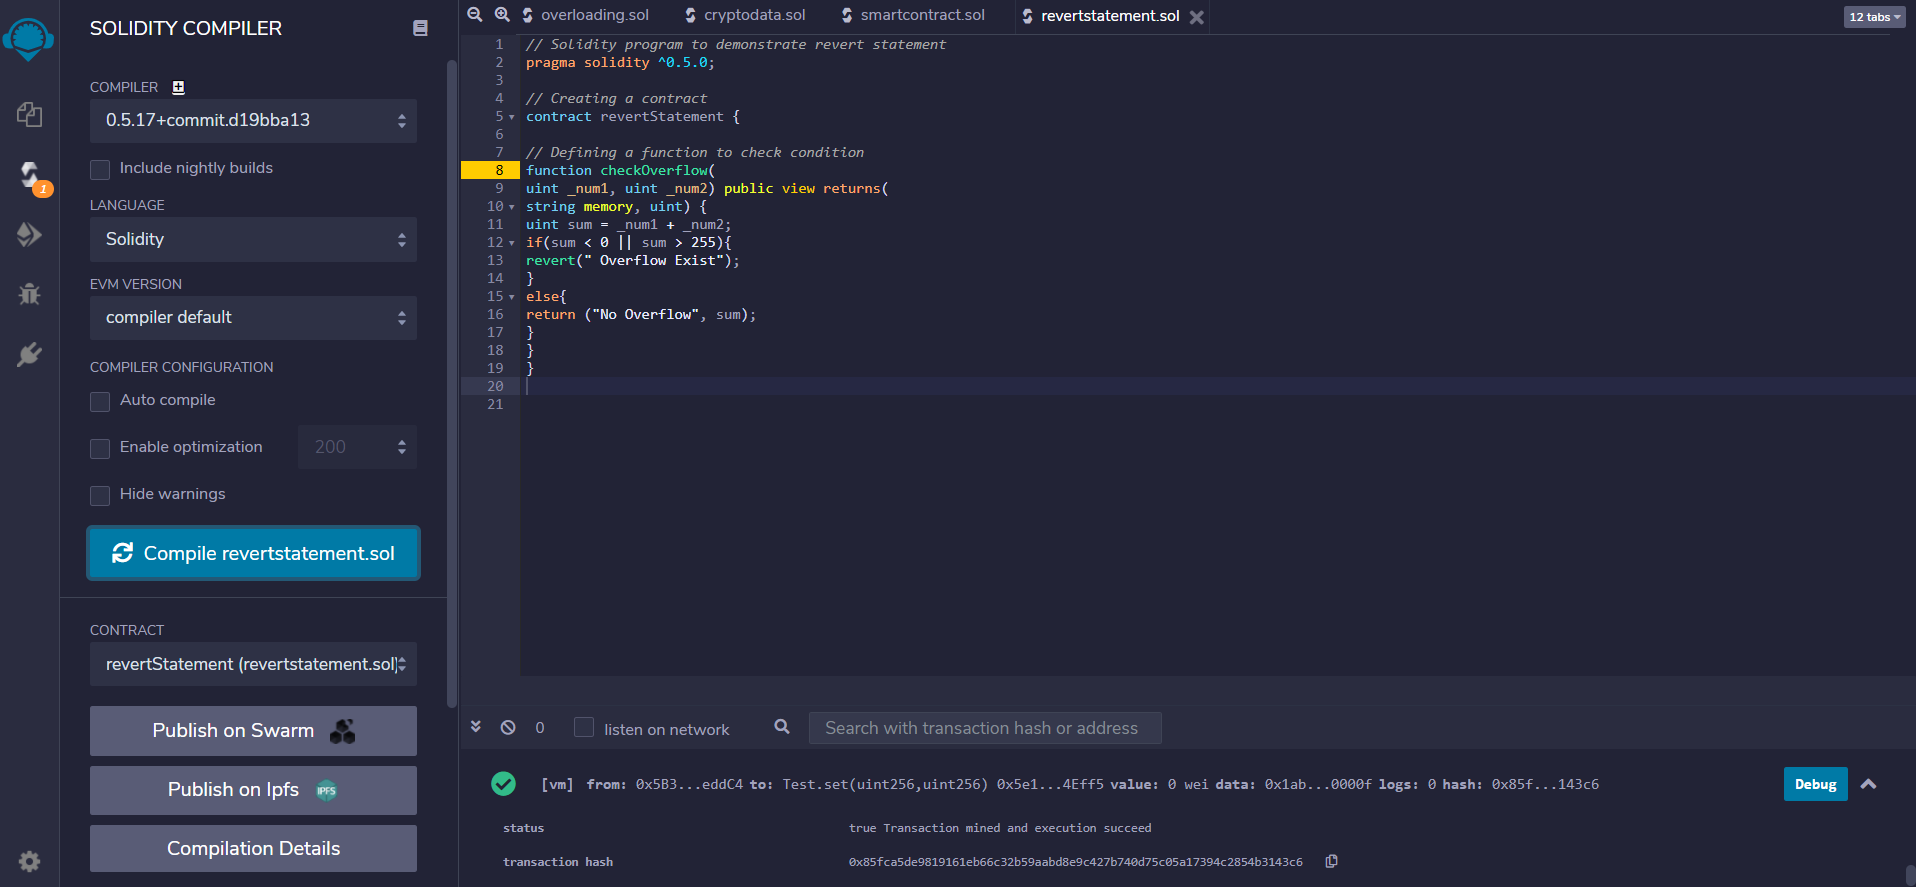 SOLIDITY COMPILER
COMPILER
0.5.17+commit.d19bba13
Include nightly builds
LANGUAGE
Solidity
EVM VERSION
compiler default
COMPILER CONFIGURATION
Auto compile
Enable optimization 200
Hide warnings
Compile revertstatement.sol
CONTRACT
revertStatement (revertstatement.sol)
Publish on Swarm
Publish on Ipfs IPFS
Compilation Details
1
overloading.sol cryptodata.sol smartcontract.sol revertstatement.sol 12 tabs
1 // Solidity program to demonstrate revert statement
2 pragma solidity ^0.5.0;
3
4 // Creating a contract
5 contract revertStatement {
6
7 // Defining a function to check condition
8 function checkOverflow(
9 uint _num1, uint _num2) public view returns(
10 string memory, uint) {
11 uint sum = _num1 + _num2;
12 if(sum < 0 || sum > 255){
13 revert(" Overflow Exist");
14 }
15 else{
16 return ("No Overflow", sum);
17 }
18 }
19 }
20
21
0 listen on network Search with transaction hash or address
[vm] from: 0x5B3...eddC4 to: Test.set(uint256,uint256) 0x5e1...4Eff5 value: 0 wei data: 0x1ab...0000f logs: 0 hash: 0x85f...143c6 Debug
status true Transaction mined and execution succeed
transaction hash 0x85fca5de9819161eb66c32b59aabd8e9c427b740d75c05a17394c2854b3143c6